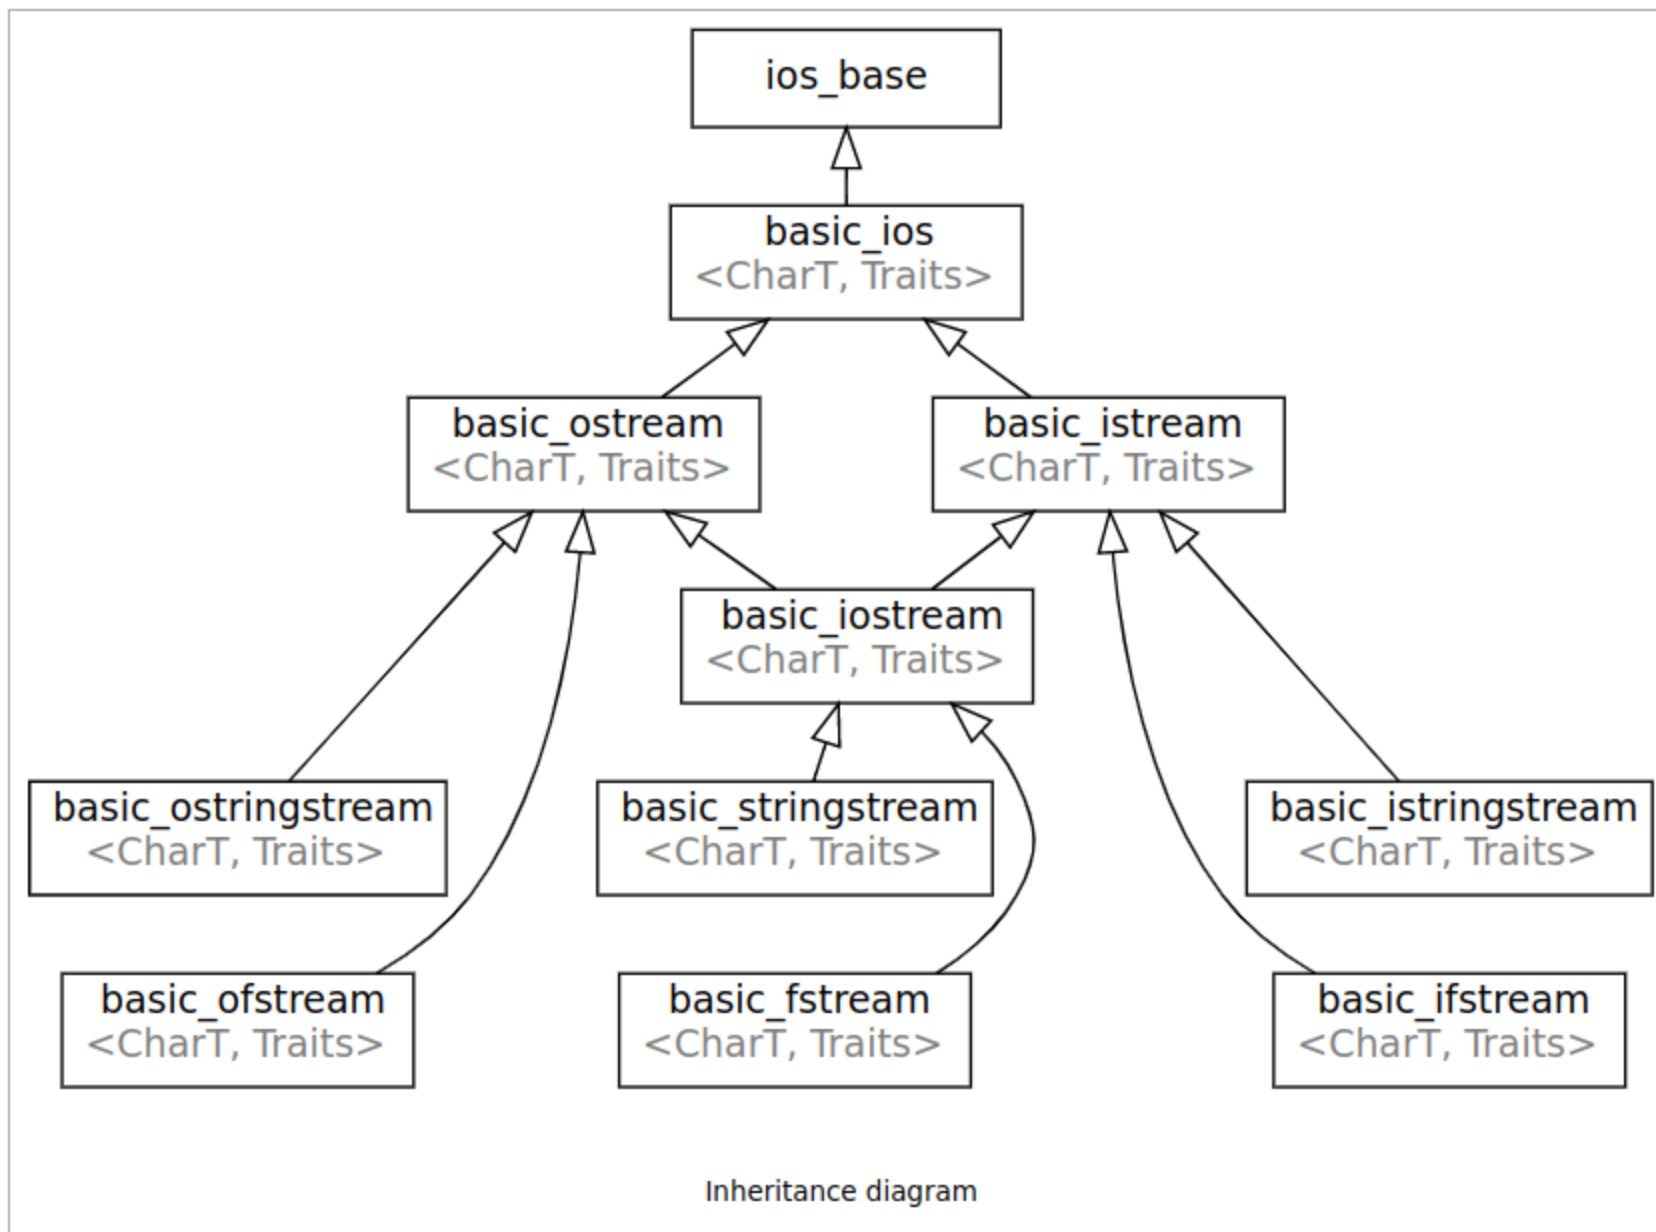 ios_base
basic_ios
<CharT, Traits>
basic_ostream
<CharT, Traits>
basic_istream
<CharT, Traits>
basic_iostream
<CharT, Traits>
basic_ostringstream
<CharT, Traits>
basic_stringstream
<CharT, Traits>
basic_istringstream
<CharT, Traits>
basic_ofstream
<CharT, Traits>
basic_fstream
<CharT, Traits>
basic_ifstream
<CharT, Traits>
Inheritance diagram